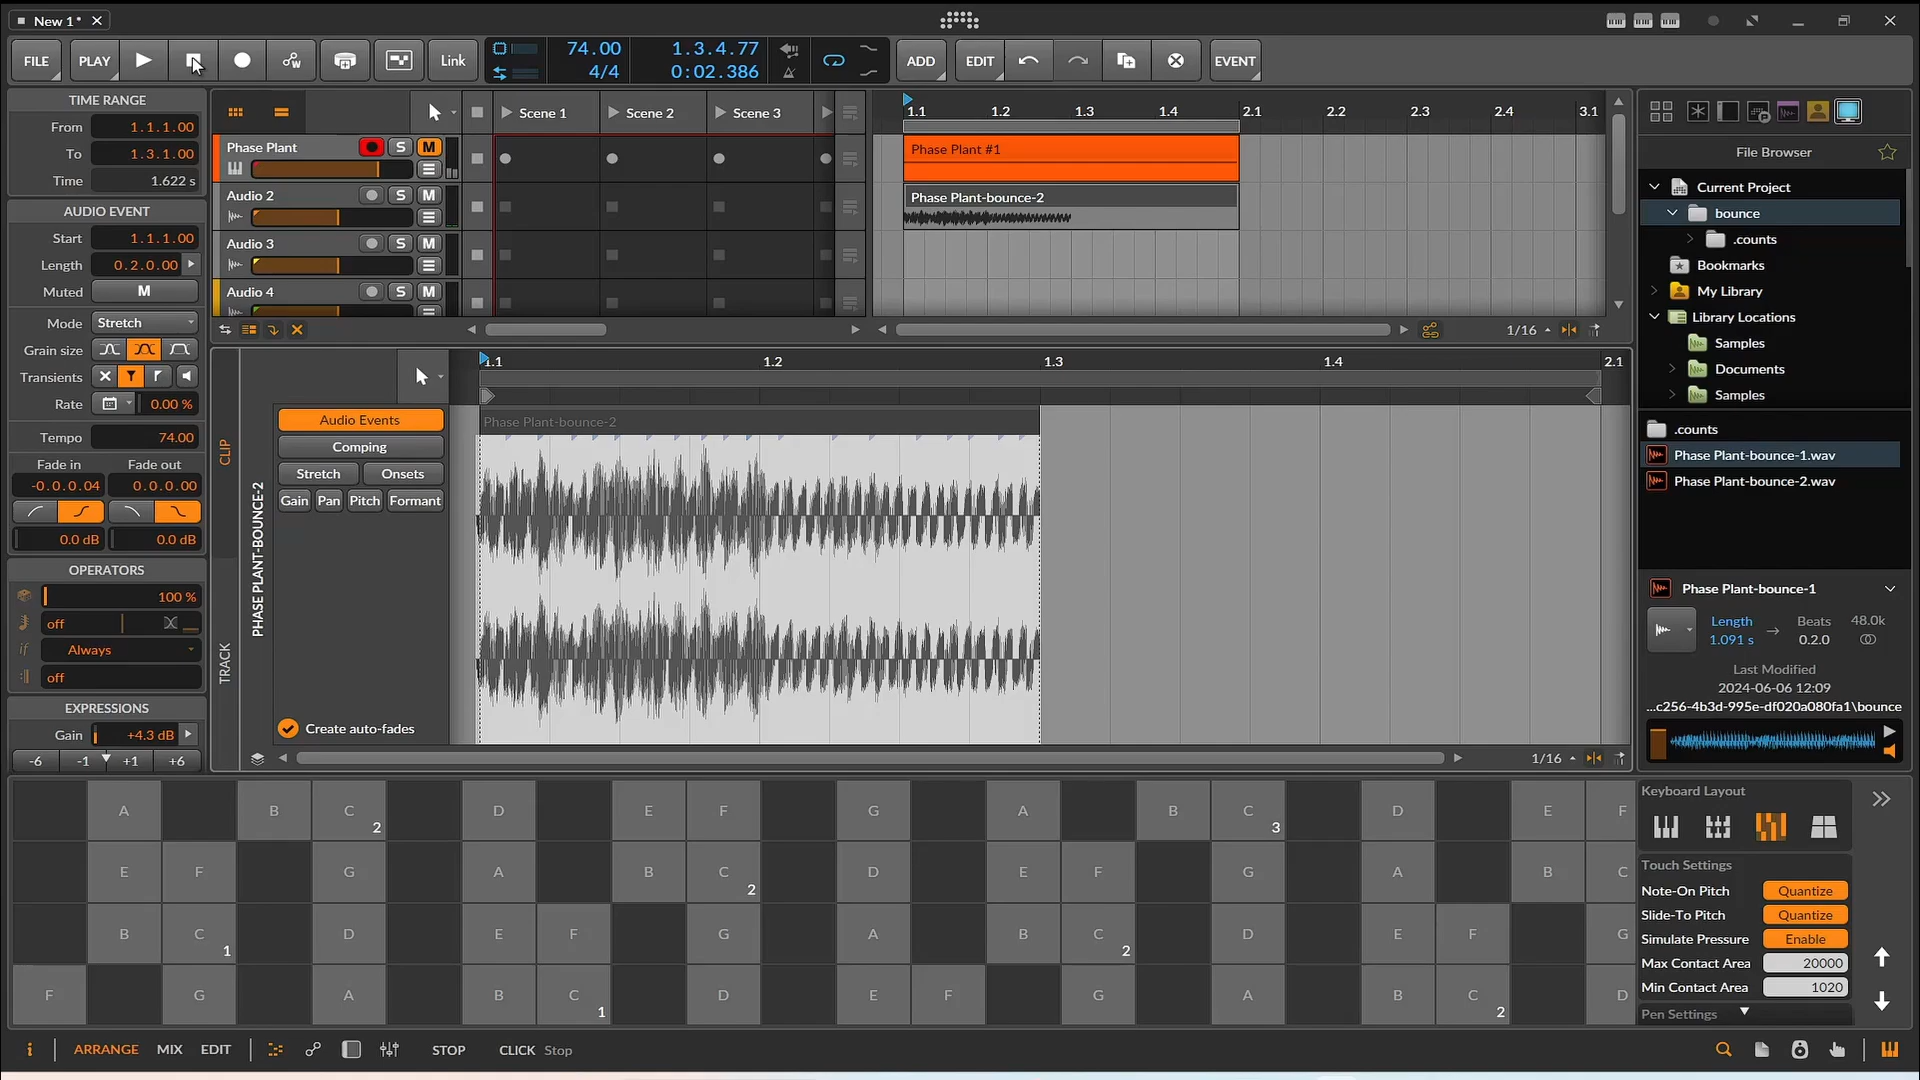 New 1*
FILE PLAY Link 74.00 4/4 1.3.4.77 0:02.386 ADD EDIT EVENT
TIME RANGE
From 1.1.1.00
To 1.3.1.00
Time 1.622 s
AUDIO EVENT
Start 1.1.1.00
Length 0.2.0.00
Muted M
Mode Stretch
Grain size
Transients
Rate 0.00 %
Tempo 74.00
Fade in Fade out
-0.0.0.04 0.0.0.00
0.0 dB 0.0 dB
OPERATORS
100 %
off
if Always
off
EXPRESSIONS
Gain +4.3 dB
-6 -1 +1 +6
Scene 1 Scene 2 Scene 3
Phase Plant S M
Audio 2 S M
Audio 3 S M
Audio 4 S M
1.1 1.2 1.3 1.4 2.1 2.2 2.3 2.4 3.1
Phase Plant #1
Phase Plant-bounce-2
1/16
CLIP
TRACK
PHASE PLANT-BOUNCE-2
1.1 1.2 1.3 1.4 2.1
Audio Events
Comping
Stretch Onsets
Gain Pan Pitch Formant
Create auto-fades
Phase Plant-bounce-2
1/16
File Browser
Current Project
bounce
.counts
Bookmarks
My Library
Library Locations
Samples
Documents
Samples
.counts
Phase Plant-bounce-1.wav
Phase Plant-bounce-2.wav
Phase Plant-bounce-1
Length Beats 48.0k
1.091 s 0.2.0
Last Modified
2024-06-06 12:09
...c256-4b3d-995e-df020a080fa1\bounce
A B C 2 D E F G A B C 3 D E F
E F G A B C 2 D E F G A B C
B C 1 D E F G A B C 2 D E F G
F G A B C 1 D E F G A B C 2 D
Keyboard Layout
Touch Settings
Note-On Pitch Quantize
Slide-To Pitch Quantize
Simulate Pressure Enable
Max Contact Area 20000
Min Contact Area 1020
Pen Settings
i ARRANGE MIX EDIT STOP CLICK Stop